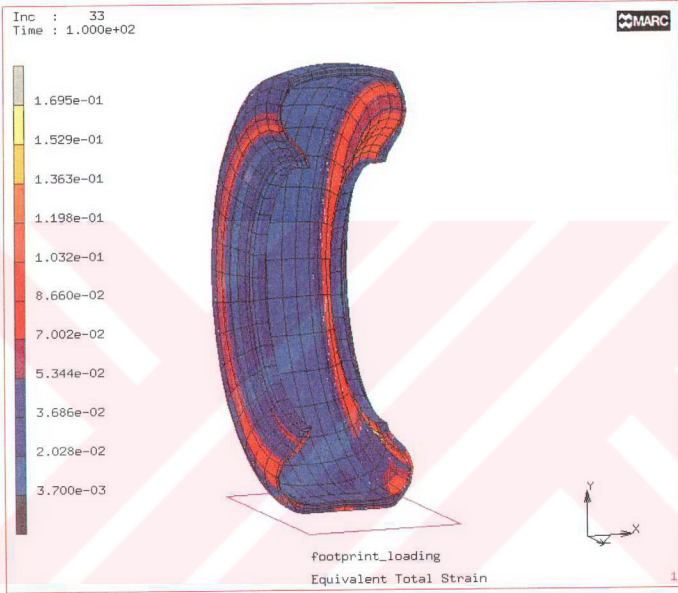 Inc : 33
Time : 1.000e+02
MARC
1.695e-01
1.529e-01
1.363e-01
1.198e-01
1.032e-01
8.660e-02
7.002e-02
5.344e-02
3.686e-02
2.028e-02
3.700e-03
Y
X
Z
footprint_loading
Equivalent Total Strain
1